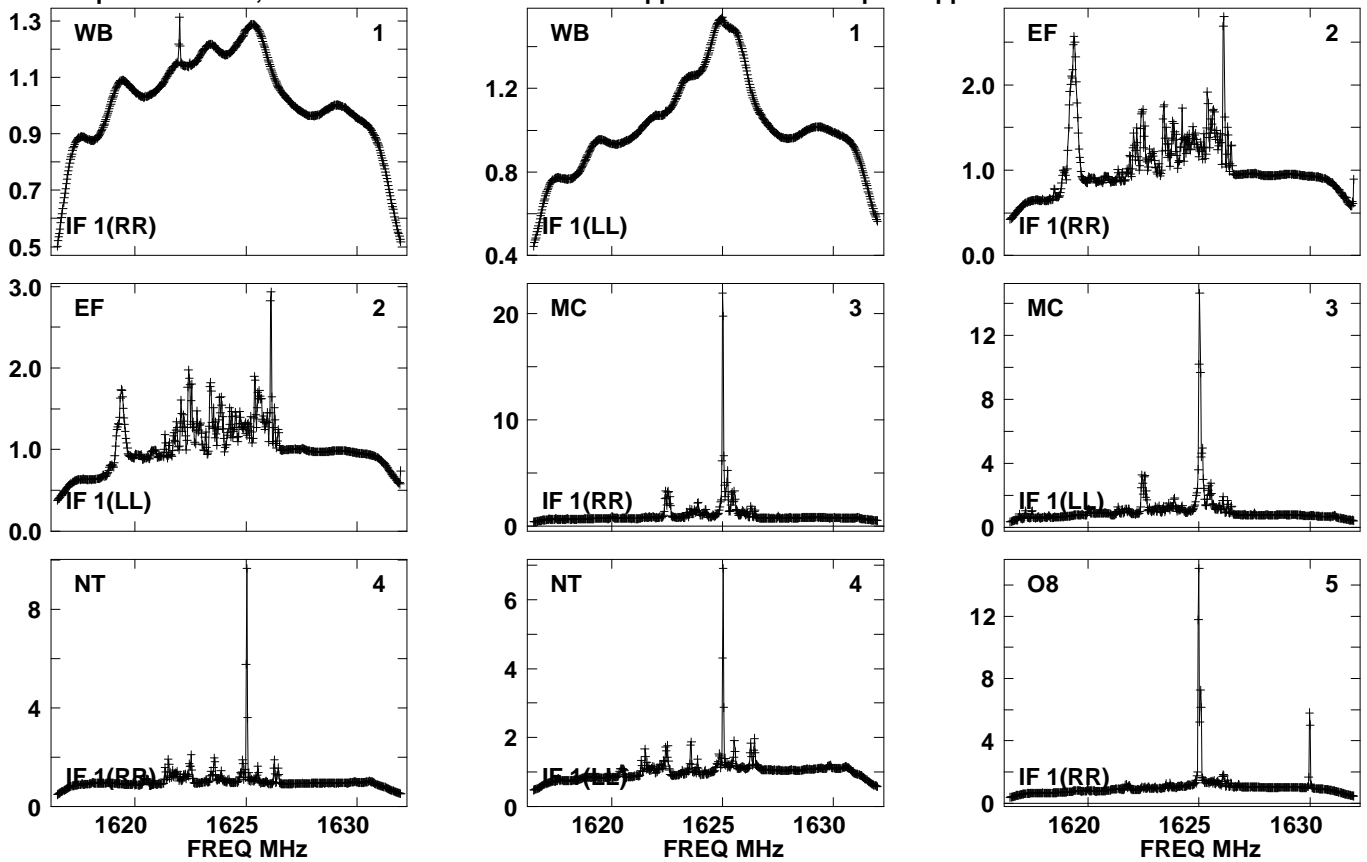 WB 1
1.3
1.1
0.9
0.7
0.5
IF 1(RR)
WB 1
1.2
0.8
0.4
IF 1(LL)
EF 2
2.0
1.0
0.0
IF 1(RR)
EF 2
3.0
2.0
1.0
0.0
IF 1(LL)
MC 3
20
10
0
IF 1(RR)
MC 3
12
8
4
0
IF 1(LL)
NT 4
8
4
0
IF 1(RR)
1620 1625 1630
FREQ MHz
NT 4
6
4
2
0
IF 1(LL)
1620 1625 1630
FREQ MHz
O8 5
12
8
4
0
IF 1(RR)
1620 1625 1630
FREQ MHz